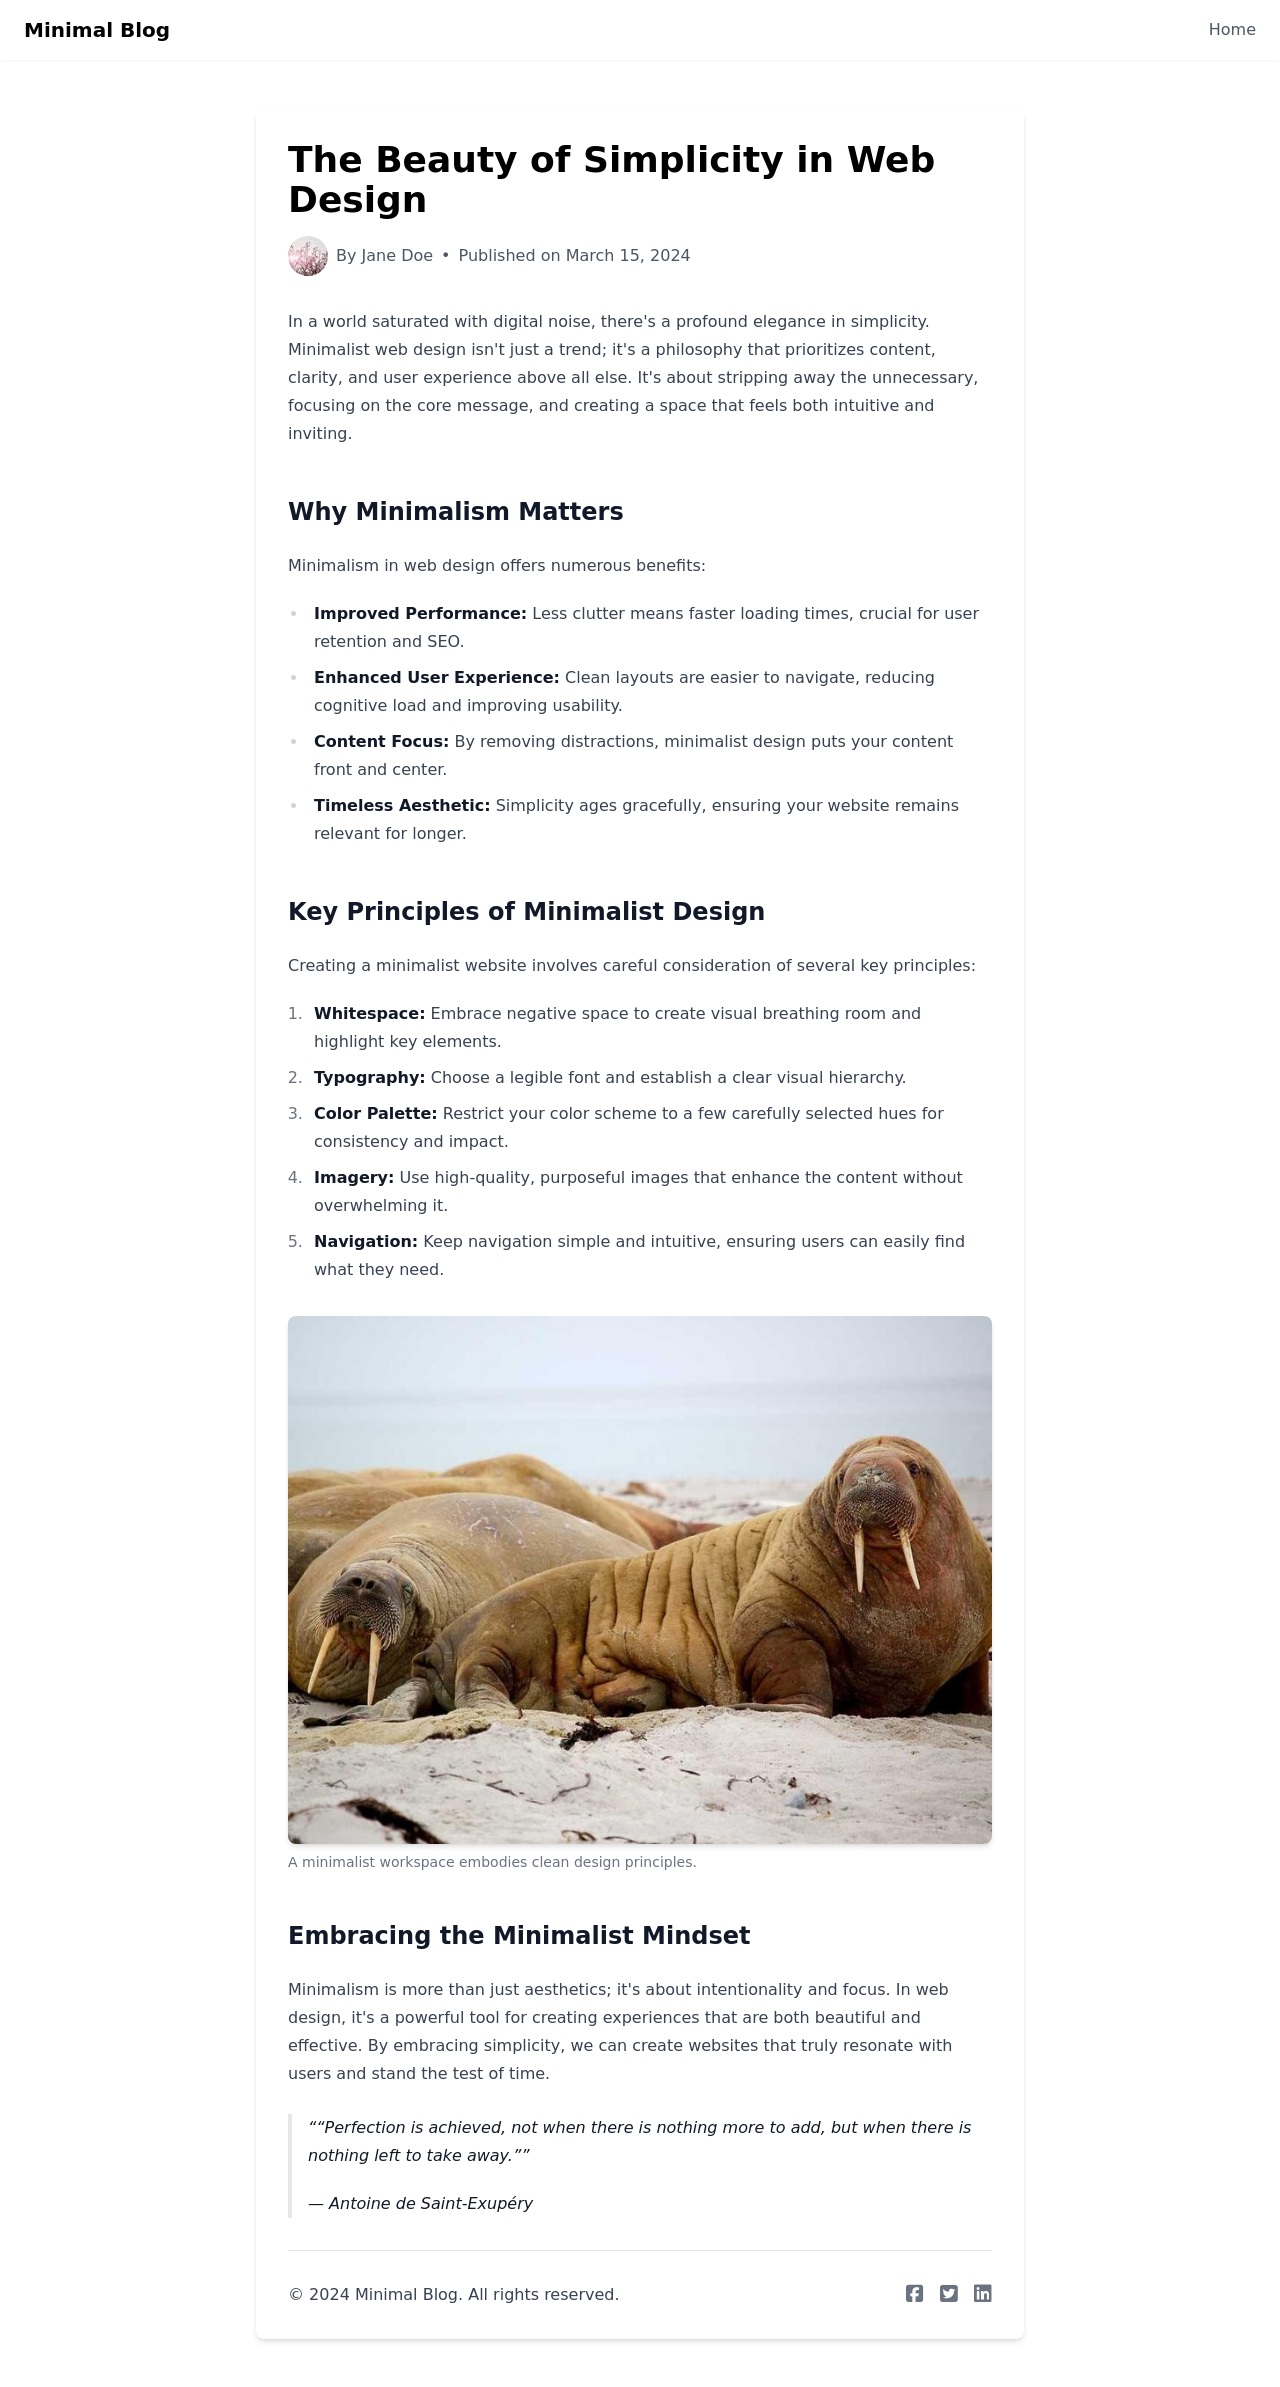 Minimal Blog
Home
The Beauty of Simplicity in Web
Design
By Jane Doe • Published on March 15, 2024
In a world saturated with digital noise, there's a profound elegance in simplicity.
Minimalist web design isn't just a trend; it's a philosophy that prioritizes content,
clarity, and user experience above all else. It's about stripping away the unnecessary,
focusing on the core message, and creating a space that feels both intuitive and
inviting.
Why Minimalism Matters
Minimalism in web design offers numerous benefits:
• Improved Performance: Less clutter means faster loading times, crucial for user
retention and SEO.
• Enhanced User Experience: Clean layouts are easier to navigate, reducing
cognitive load and improving usability.
• Content Focus: By removing distractions, minimalist design puts your content
front and center.
• Timeless Aesthetic: Simplicity ages gracefully, ensuring your website remains
relevant for longer.
Key Principles of Minimalist Design
Creating a minimalist website involves careful consideration of several key principles:
1. Whitespace: Embrace negative space to create visual breathing room and
highlight key elements.
2. Typography: Choose a legible font and establish a clear visual hierarchy.
3. Color Palette: Restrict your color scheme to a few carefully selected hues for
consistency and impact.
4. Imagery: Use high-quality, purposeful images that enhance the content without
overwhelming it.
5. Navigation: Keep navigation simple and intuitive, ensuring users can easily find
what they need.
A minimalist workspace embodies clean design principles.
Embracing the Minimalist Mindset
Minimalism is more than just aesthetics; it's about intentionality and focus. In web
design, it's a powerful tool for creating experiences that are both beautiful and
effective. By embracing simplicity, we can create websites that truly resonate with
users and stand the test of time.
““Perfection is achieved, not when there is nothing more to add, but when there is
nothing left to take away.””
— Antoine de Saint-Exupéry
© 2024 Minimal Blog. All rights reserved.